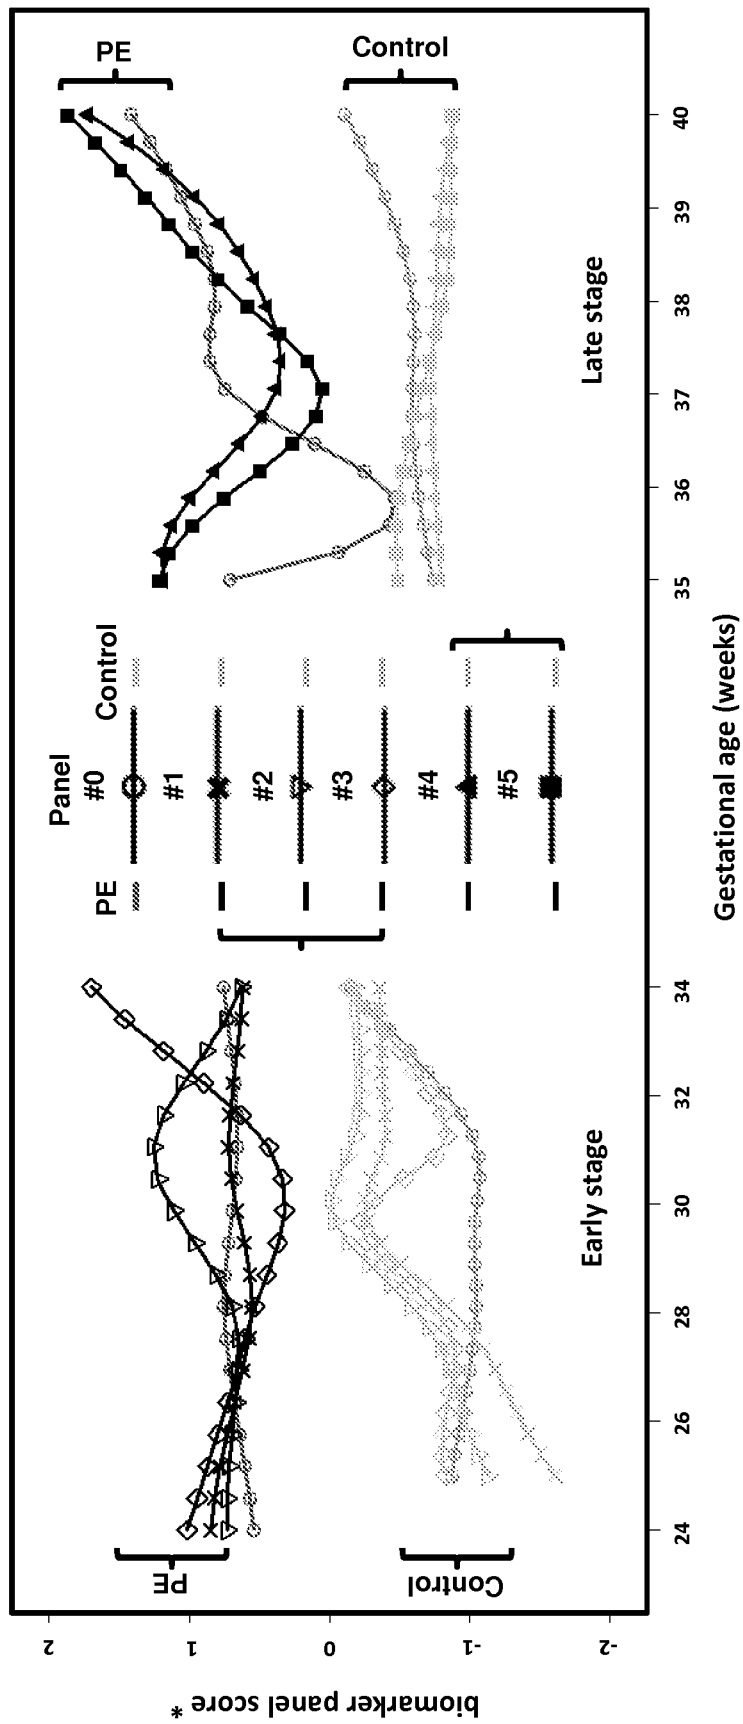 biomarker panel score *
2
1
0
-1
-2
PE
Control
Early stage
24
26
28
30
32
34
PE
Panel
Control
#0
#1
#2
#3
#4
#5
PE
Control
Late stage
35
36
37
38
39
40
Gestational age (weeks)